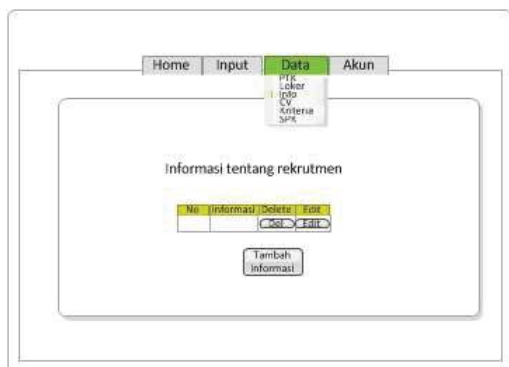 Home Input Data Akun
PTK
Loker
Info
CV
Kriteria
SPK
Informasi tentang rekrutmen
No Informasi Delete Edit
Del Edit
Tambah
Informasi